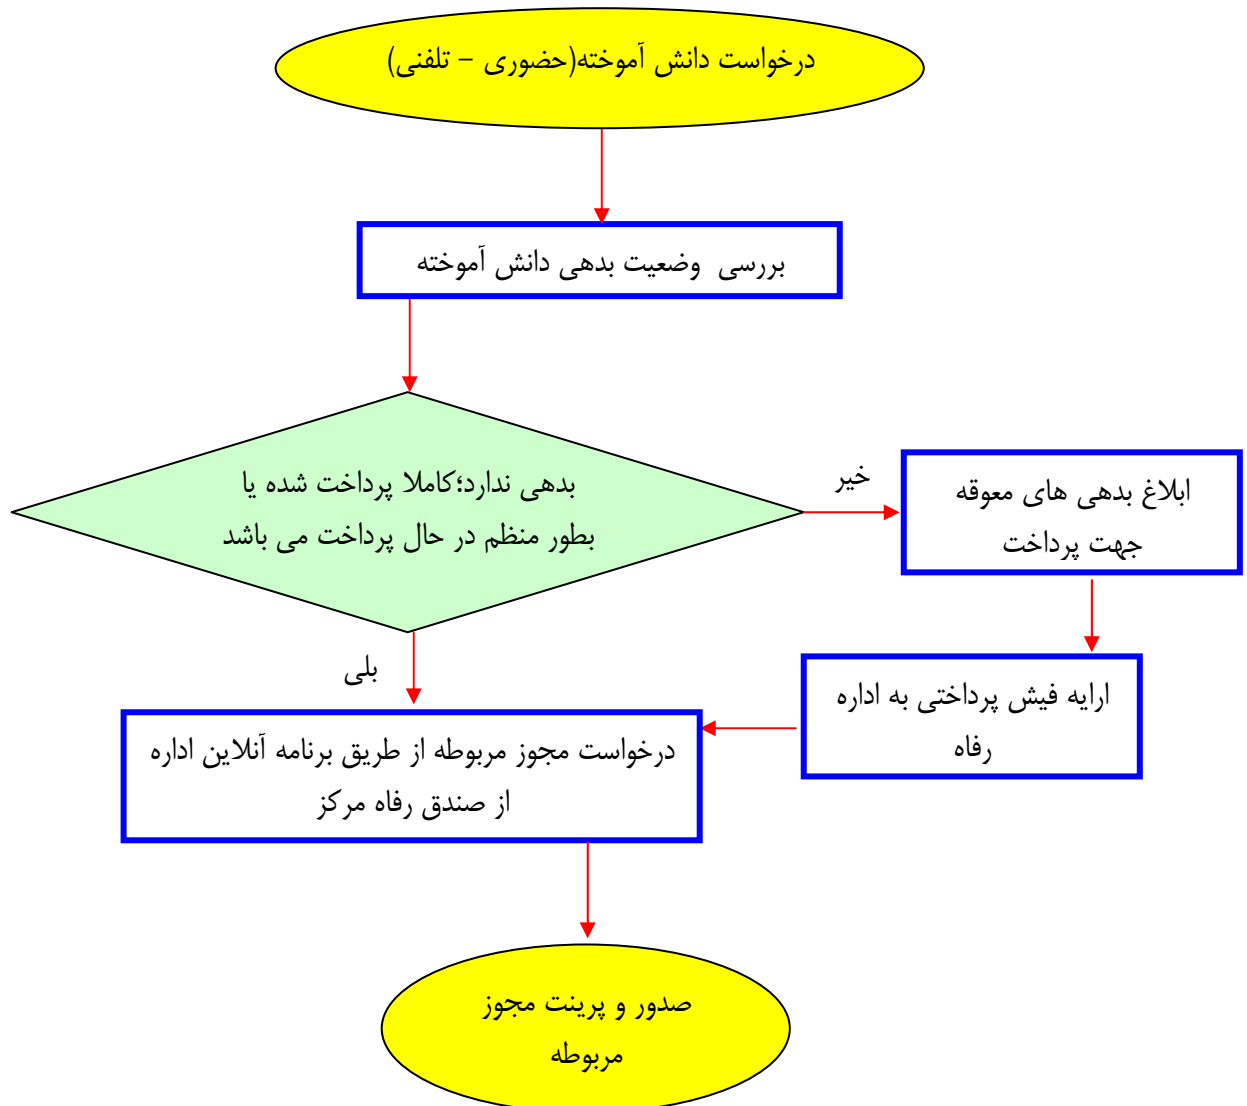 درخواست دانش آموخته(حضوری – تلفنی)
بررسی  وضعیت بدهی دانش آموخته
بدهی ندارد؛کاملا پرداخت شده یا
بطور منظم در حال پرداخت می باشد
خیر
ابلاغ بدهی های معوقه
جهت پرداخت
ارایه فیش پرداختی به اداره
رفاه
بلی
درخواست مجوز مربوطه از طریق برنامه آنلاین اداره
از صندق رفاه مرکز
صدور و پرینت مجوز
مربوطه